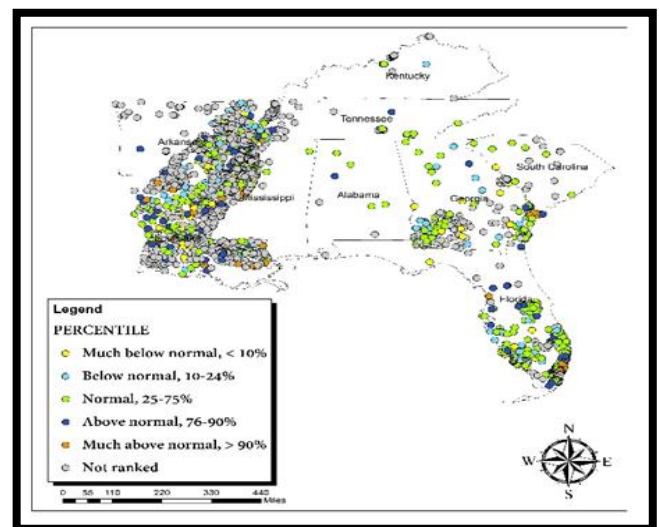 Kentucky
Tennessee
Arkansas
South Carolina
Mississippi
Alabama
Georgia
Florida
Legend
PERCENTILE
Much below normal, < 10%
Below normal, 10-24%
Normal, 25-75%
Above normal, 76-90%
Much above normal, > 90%
Not ranked
0 55 110 220 330 440
Miles
N
W E
S